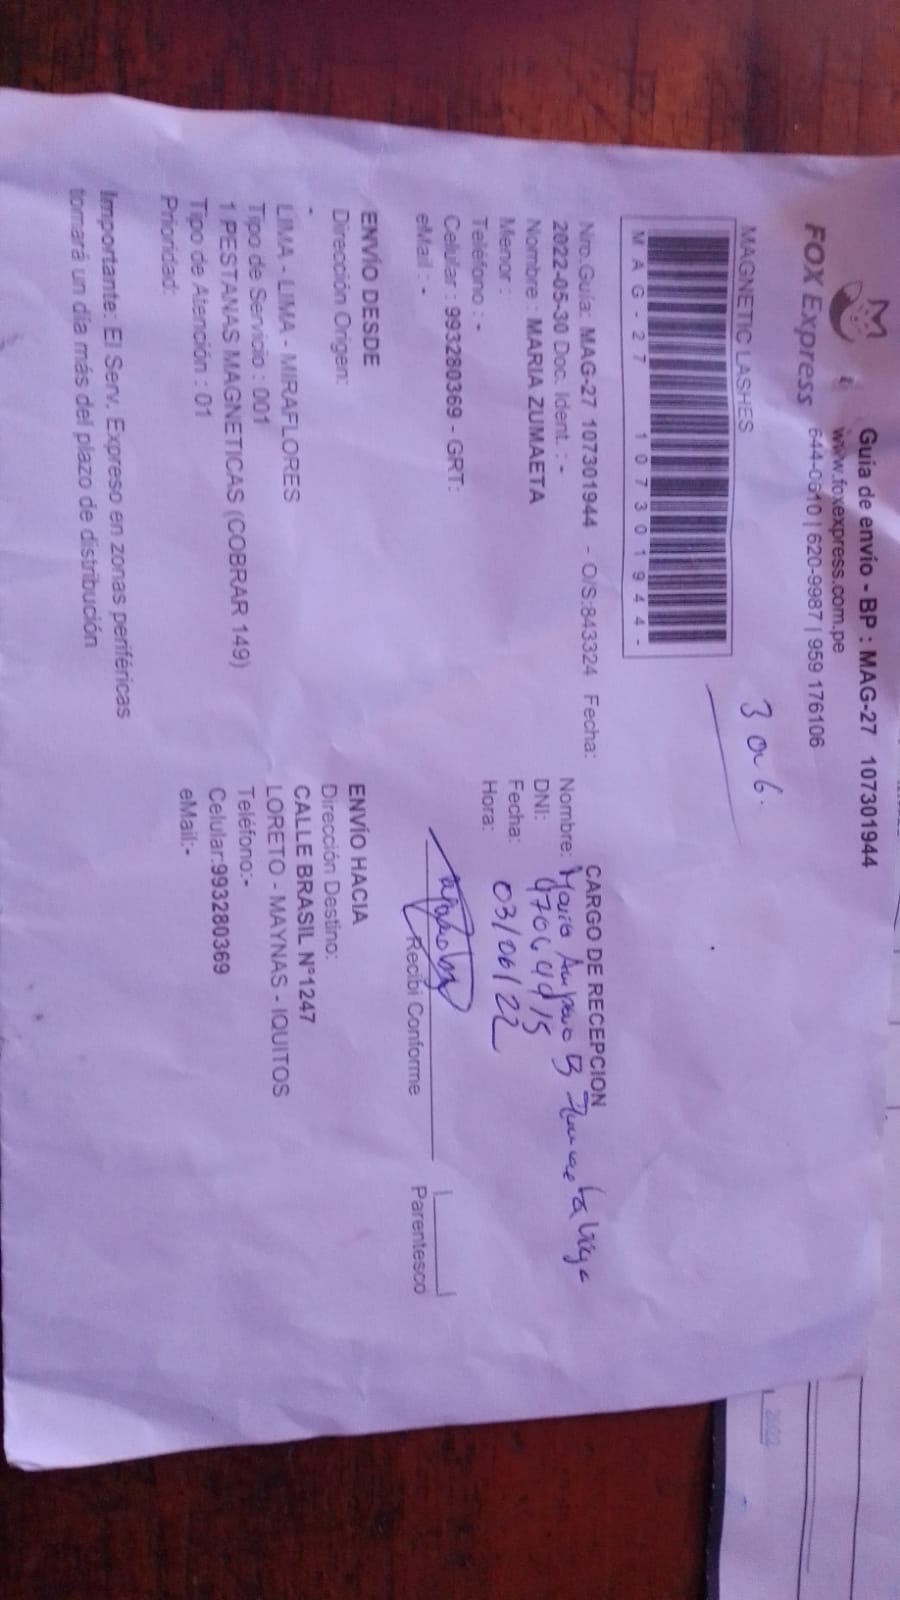 Guia de envío - BP : MAG-27 107301944
www.foxexpress.com.pe
FOX Express 644-0610 | 620-9987 | 959 176106
MAGNETIC LASHES
3 on 6.
MAG-27 107301944-
Nro.Guía: MAG-27 107301944 - O/S:843324 Fecha:
2022-05-30 Doc. Ident.: -
Nombre : MARIA ZUMAETA
Menor :
Teléfono : -
Celular : 993280369 - GRT:
eMail : -
CARGO DE RECEPCION
Nombre: Maria Amparo B
DNI:
Fecha: 03/06/22
Hora:
Recibí Conforme Parentesco
ENVÍO DESDE
Dirección Origen:
LIMA - LIMA - MIRAFLORES
-
Tipo de Servicio : 001
1 PESTANAS MAGNETICAS (COBRAR 149)
Tipo de Atención : 01
Prioridad:
ENVÍO HACIA
Dirección Destino:
CALLE BRASIL N°1247
LORETO - MAYNAS - IQUITOS
Teléfono:-
Celular:993280369
eMail:-
Importante: El Serv. Expreso en zonas periféricas
tomará un día más del plazo de distribución